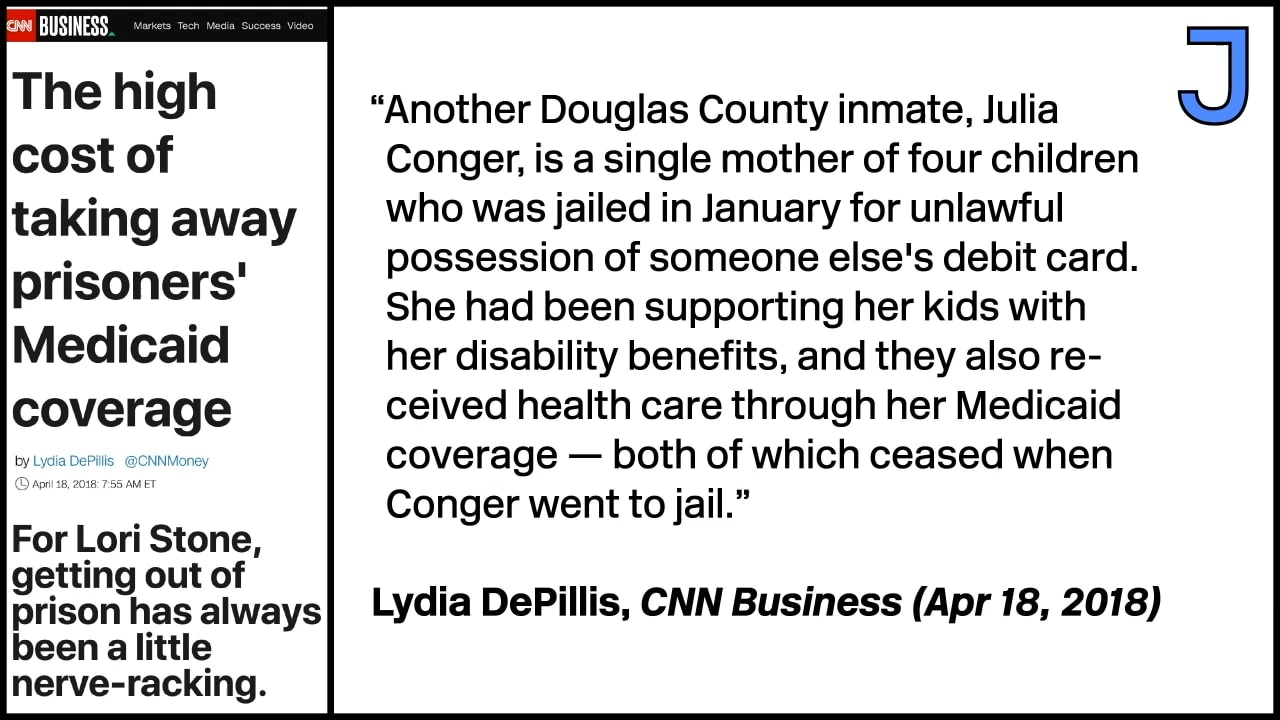 CNN BUSINESS Markets Tech Media Success Video
The high
cost of
taking away
prisoners'
Medicaid
coverage
by Lydia DePillis @CNNMoney
April 18, 2018: 7:55 AM ET
For Lori Stone,
getting out of
prison has always
been a little
nerve-racking.
J
“Another Douglas County inmate, Julia
Conger, is a single mother of four children
who was jailed in January for unlawful
possession of someone else's debit card.
She had been supporting her kids with
her disability benefits, and they also re-
ceived health care through her Medicaid
coverage — both of which ceased when
Conger went to jail.”
Lydia DePillis, CNN Business (Apr 18, 2018)